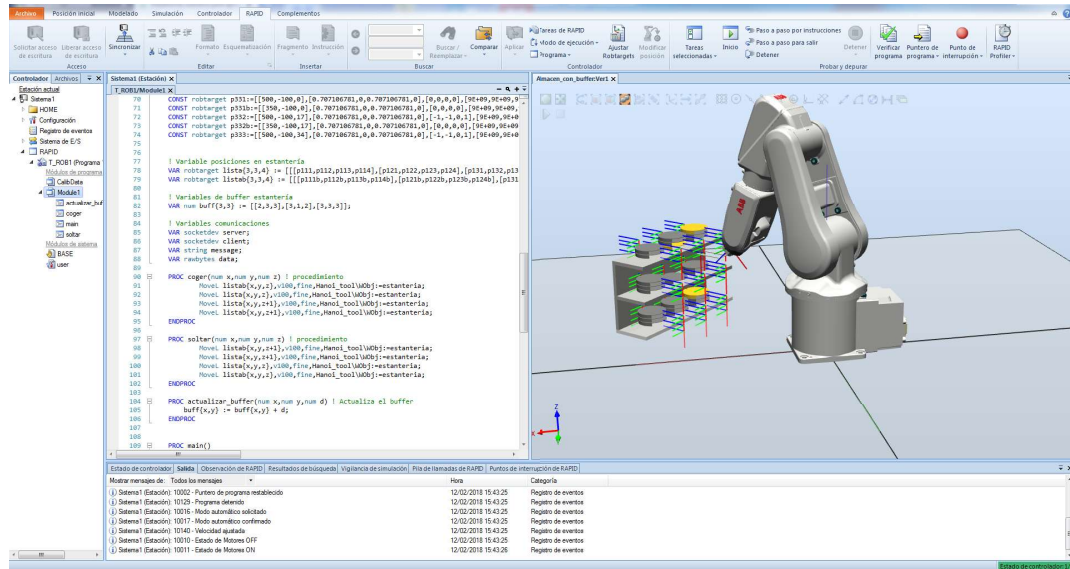 Archivo Posición inicial Modelado Simulación Controlador RAPID Complementos
Solicitar acceso de escritura
Liberar acceso de escritura
Acceso
Sincronizar
Formato Esquematización
Editar
Fragmento Instrucción
Insertar
Buscar / Reemplazar
Comparar
Buscar
Aplicar
Tareas de RAPID
Modo de ejecución
Programa
Ajustar Robtargets
Modificar posición
Controlador
Tareas seleccionadas
Inicio
Paso a paso por instrucciones
Paso a paso para salir
Detener
Detener
Verificar programa
Puntero de programa
Punto de interrupción
Probar y depurar
RAPID Profiler
Controlador Archivos
Estación actual
Sistema1
HOME
Configuración
Registro de eventos
Sistema de E/S
RAPID
T_ROB1 (Programa
Módulos de programa
CalibData
Module1
actualizar_buf
coger
main
soltar
Módulos de sistema
BASE
user
Sistema1 (Estación) X
T_ROB1/Module1 X
70 CONST robtarget p331:=[[500,-100,0],[0.707106781,0,0.707106781,0],[0,0,0,0],[9E+09,9E+09,9
71 CONST robtarget p331b:=[[350,-100,0],[0.707106781,0,0.707106781,0],[0,0,0,0],[9E+09,9E+09,
72 CONST robtarget p332:=[[500,-100,17],[0.707106781,0,0.707106781,0],[-1,-1,0,1],[9E+09,9E+0
73 CONST robtarget p332b:=[[350,-100,17],[0.707106781,0,0.707106781,0],[0,0,0,0],[9E+09,9E+0
74 CONST robtarget p333:=[[500,-100,34],[0.707106781,0,0.707106781,0],[-1,-1,0,1],[9E+09,9E+0
75
76
77 ! Variable posiciones en estantería
78 VAR robtarget lista{3,3,4} := [[[p111,p112,p113,p114],[p121,p122,p123,p124],[p131,p132,p13
79 VAR robtarget listab{3,3,4} := [[[p111b,p112b,p113b,p114b],[p121b,p122b,p123b,p124b],[p131
80
81 ! Variables de buffer estantería
82 VAR num buff{3,3} := [[2,3,3],[3,1,2],[3,3,3]];
83
84 ! Variables comunicaciones
85 VAR socketdev server;
86 VAR socketdev client;
87 VAR string message;
88 VAR rawbytes data;
89
90 PROC coger(num x,num y,num z) ! procedimiento
91 MoveL listab{x,y,z},v100,fine,Hanoi_tool\WObj:=estanteria;
92 MoveL lista{x,y,z},v100,fine,Hanoi_tool\WObj:=estanteria;
93 MoveL lista{x,y,z+1},v100,fine,Hanoi_tool\WObj:=estanteria;
94 MoveL listab{x,y,z+1},v100,fine,Hanoi_tool\WObj:=estanteria;
95 ENDPROC
96
97 PROC soltar(num x,num y,num z) ! procedimiento
98 MoveL listab{x,y,z+1},v100,fine,Hanoi_tool\WObj:=estanteria;
99 MoveL lista{x,y,z+1},v100,fine,Hanoi_tool\WObj:=estanteria;
100 MoveL lista{x,y,z},v100,fine,Hanoi_tool\WObj:=estanteria;
101 MoveL listab{x,y,z},v100,fine,Hanoi_tool\WObj:=estanteria;
102 ENDPROC
103
104 PROC actualizar_buffer(num x,num y,num d) ! Actualiza el buffer
105 buff{x,y} := buff{x,y} + d;
106 ENDPROC
107
108
109 PROC main()
Almacen_con_buffer:Ver1 X
ABB
Z
X
Estado de controlador Salida Observación de RAPID Resultados de búsqueda Vigilancia de simulación Pila de llamadas de RAPID Puntos de interrupción de RAPID
Mostrar mensajes de: Todos los mensajes Hora Categoría
Sistema1 (Estación): 10002 - Puntero de programa restablecido 12/02/2018 15:43:25 Registro de eventos
Sistema1 (Estación): 10129 - Programa detenido 12/02/2018 15:43:25 Registro de eventos
Sistema1 (Estación): 10016 - Modo automático solicitado 12/02/2018 15:43:25 Registro de eventos
Sistema1 (Estación): 10017 - Modo automático confirmado 12/02/2018 15:43:25 Registro de eventos
Sistema1 (Estación): 10140 - Velocidad ajustada 12/02/2018 15:43:25 Registro de eventos
Sistema1 (Estación): 10010 - Estado de Motores OFF 12/02/2018 15:43:25 Registro de eventos
Sistema1 (Estación): 10011 - Estado de Motores ON 12/02/2018 15:43:26 Registro de eventos
Estado de controlador: 1/